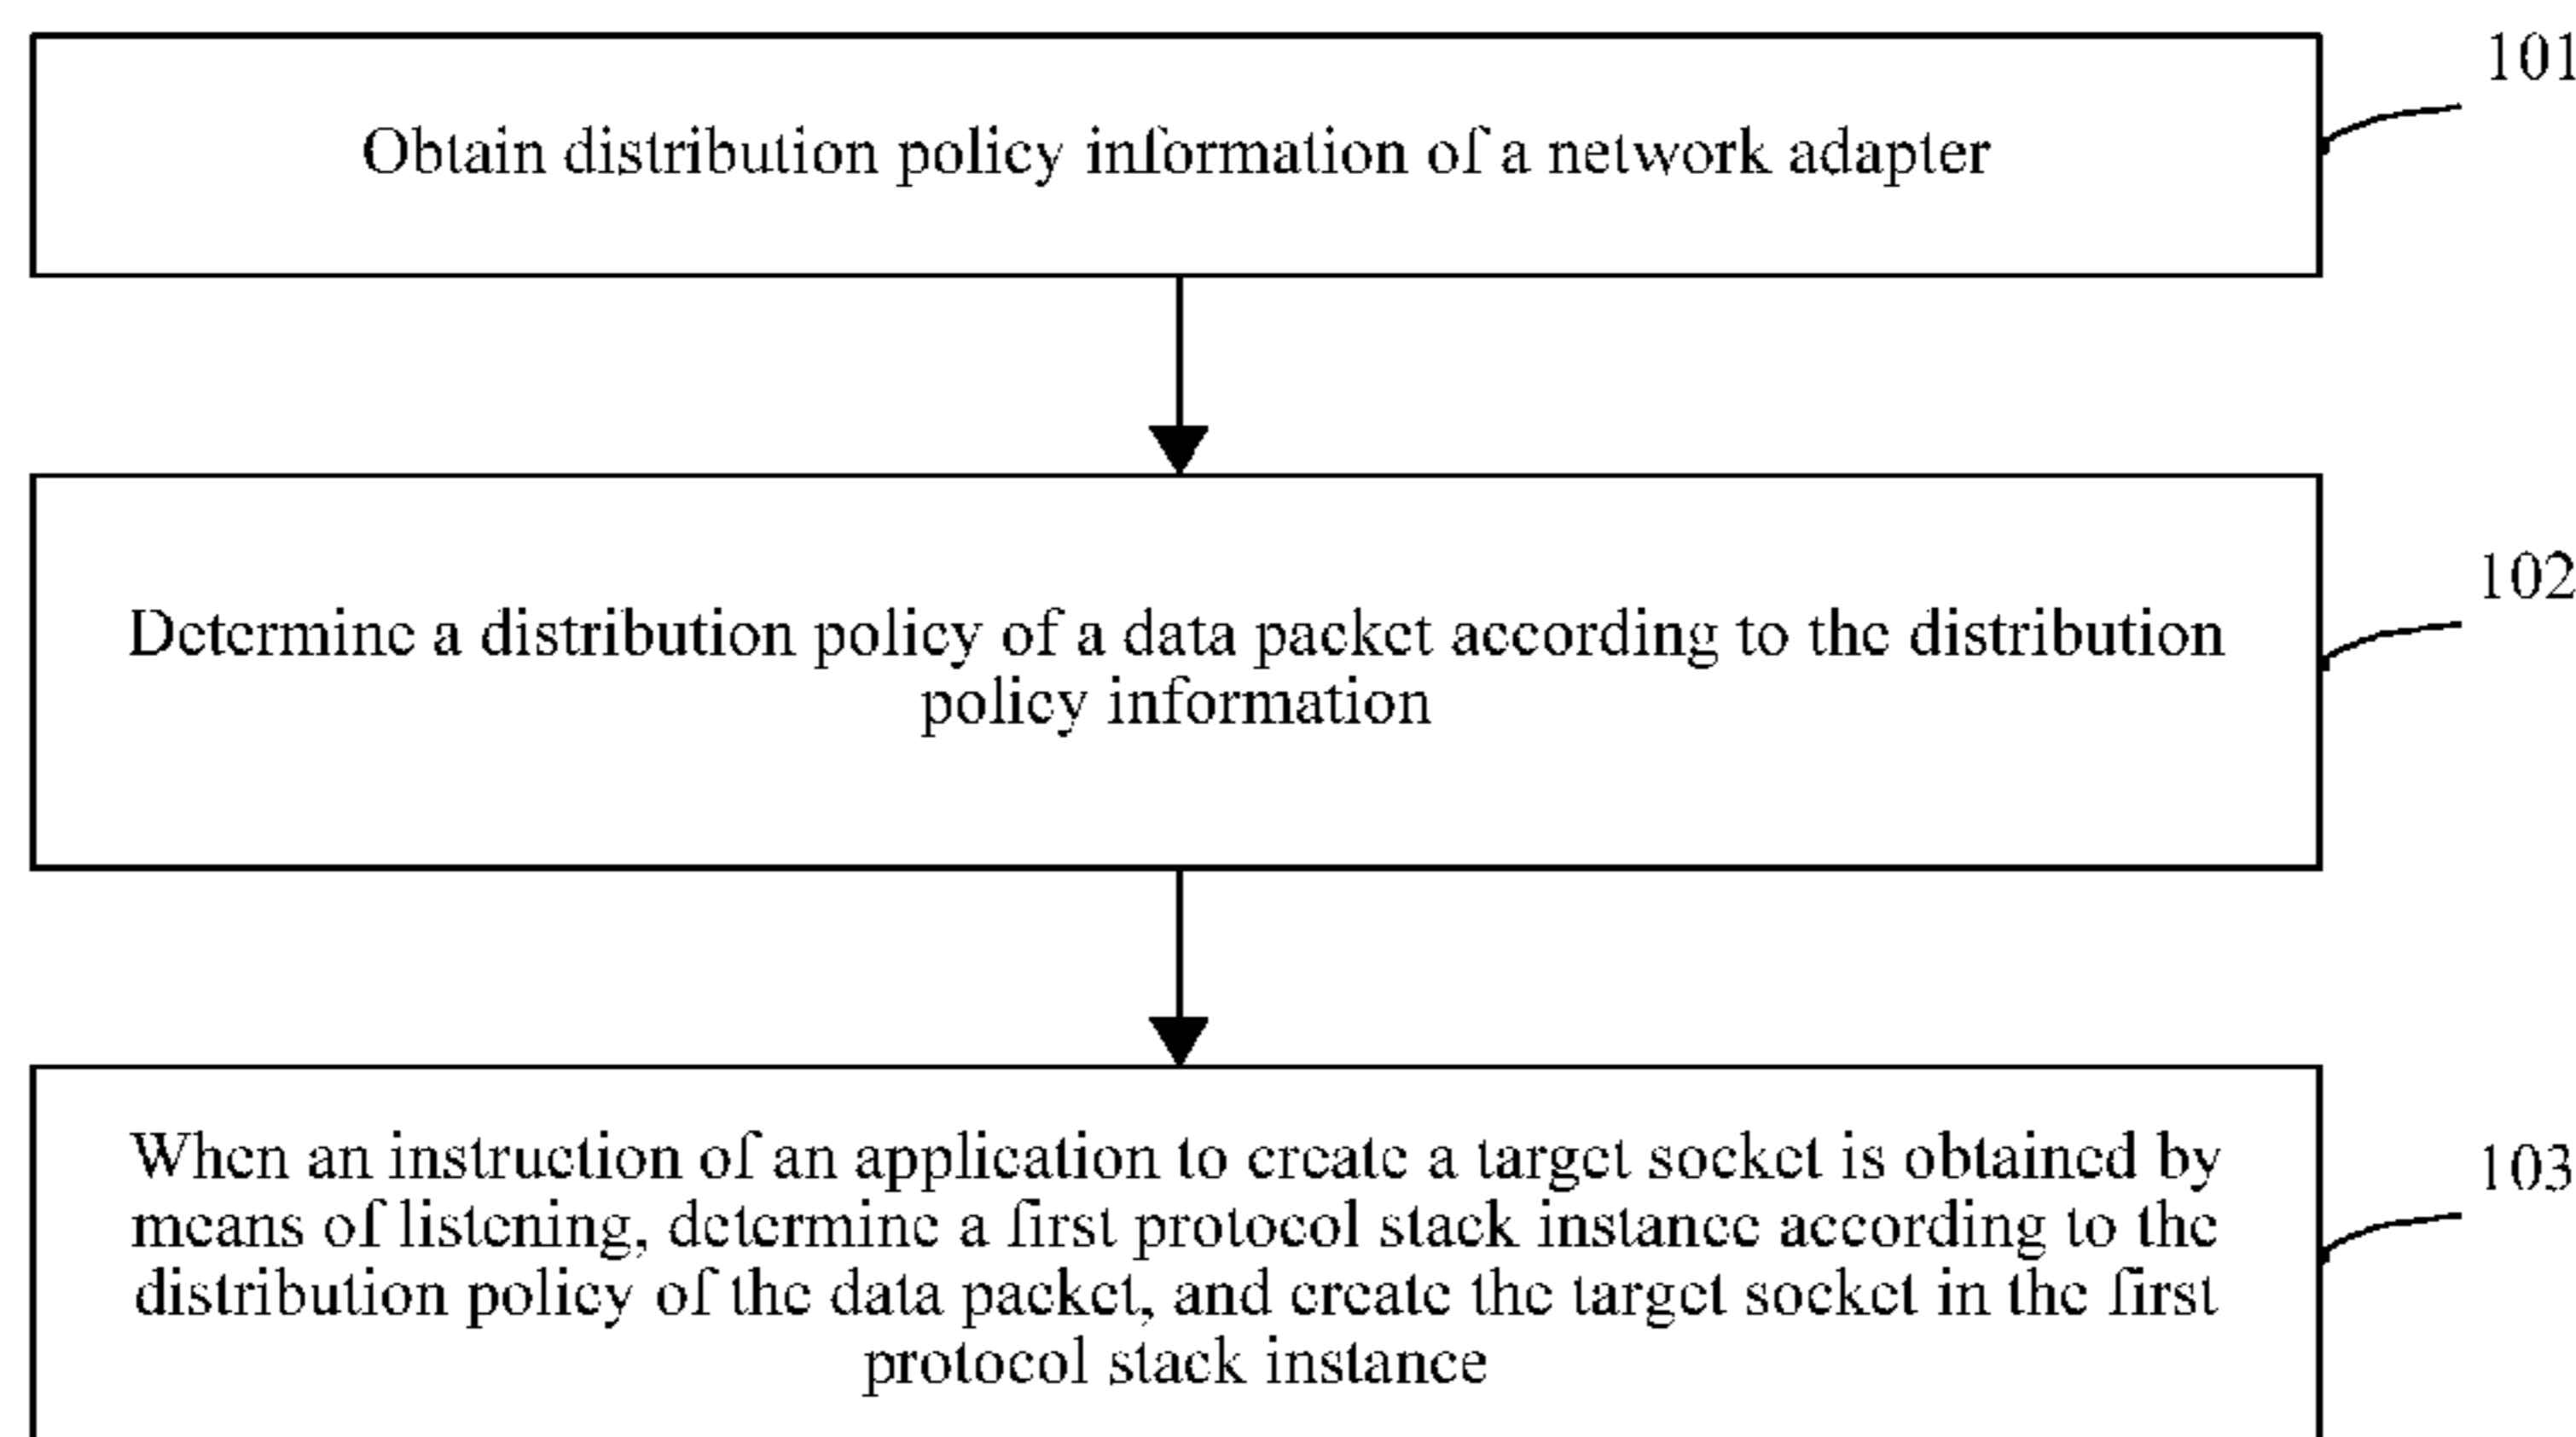 101
Obtain distribution policy information of a network adapter
102
Determine a distribution policy of a data packet according to the distribution
policy information
When an instruction of an application to create a target socket is obtained by
103
means of listening, determine a first protocol stack instance according to the
distribution policy of the data packet, and create the target socket in the first
protocol stack instance